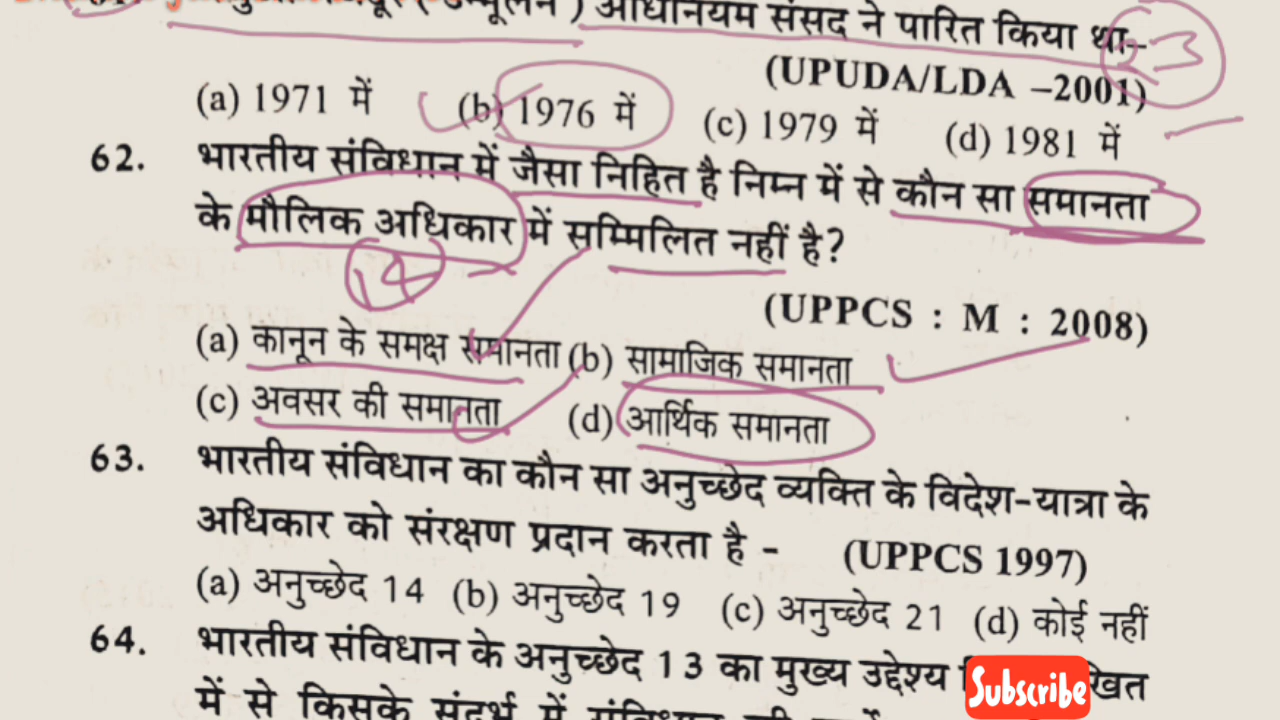 अधिनियम संसद ने पारित किया था–
3
(UPUDA/LDA –2001)
(a) 1971 में (b) 1976 में (c) 1979 में (d) 1981 में
62. भारतीय संविधान में जैसा निहित है निम्न में से कौन सा समानता
के मौलिक अधिकार में सम्मिलित नहीं है?
14
(UPPCS : M : 2008)
(a) कानून के समक्ष समानता (b) सामाजिक समानता
(c) अवसर की समानता (d) आर्थिक समानता
63. भारतीय संविधान का कौन सा अनुच्छेद व्यक्ति के विदेश-यात्रा के
अधिकार को संरक्षण प्रदान करता है - (UPPCS 1997)
(a) अनुच्छेद 14 (b) अनुच्छेद 19 (c) अनुच्छेद 21 (d) कोई नहीं
64. भारतीय संविधान के अनुच्छेद 13 का मुख्य उद्देश्य
Subscribe
में से किसके संदर्भ में